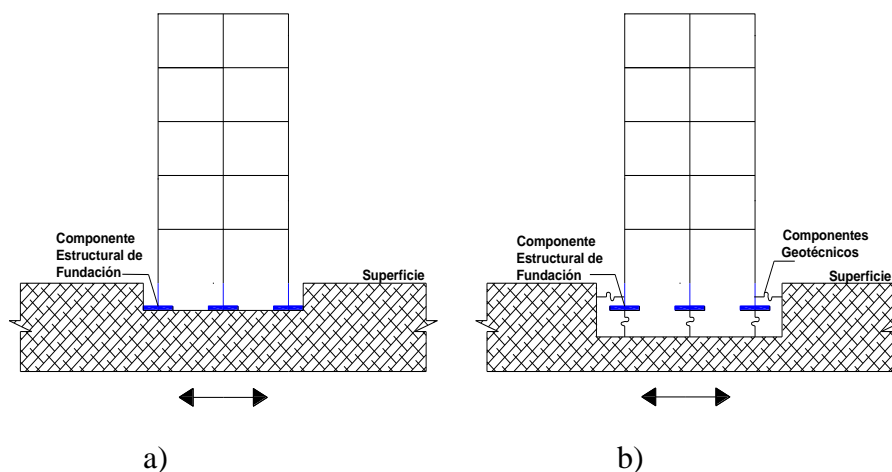 Componente
Estructural de
Fundación
Superficie
Componente
Estructural de
Fundación
Componentes
Geotécnicos
Superficie
a)
b)